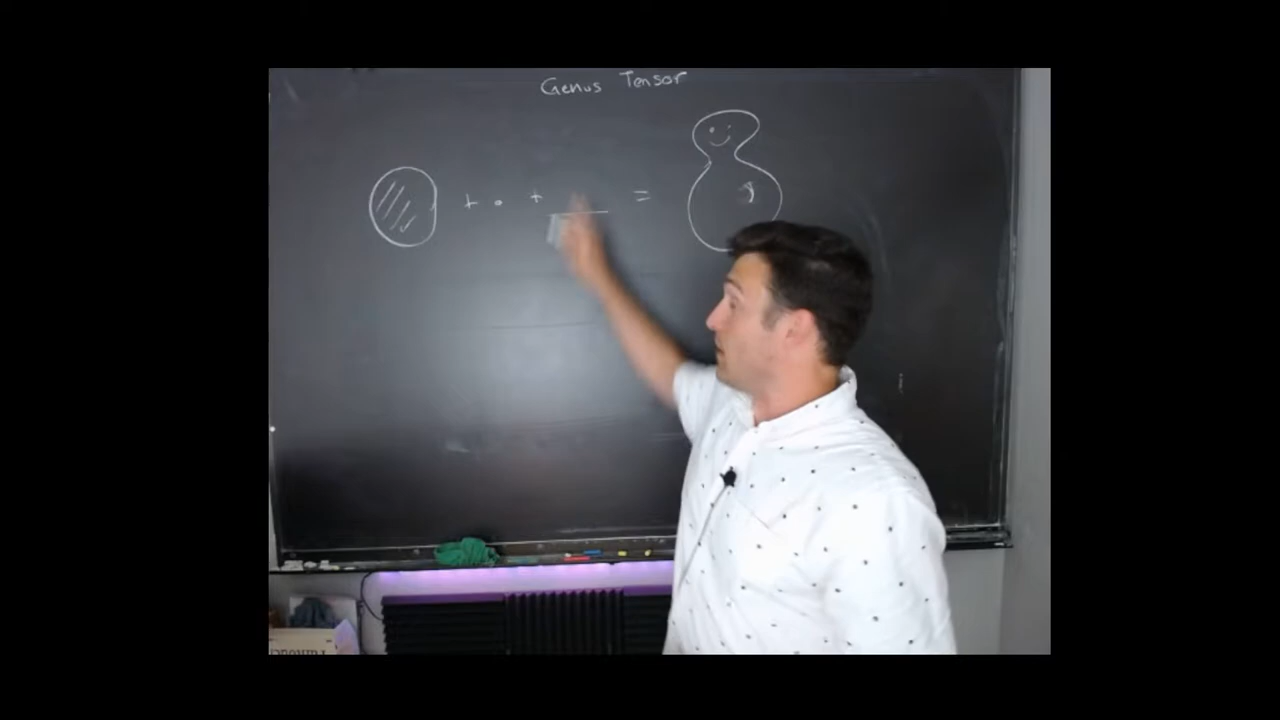 Genus Tensor
+ + =